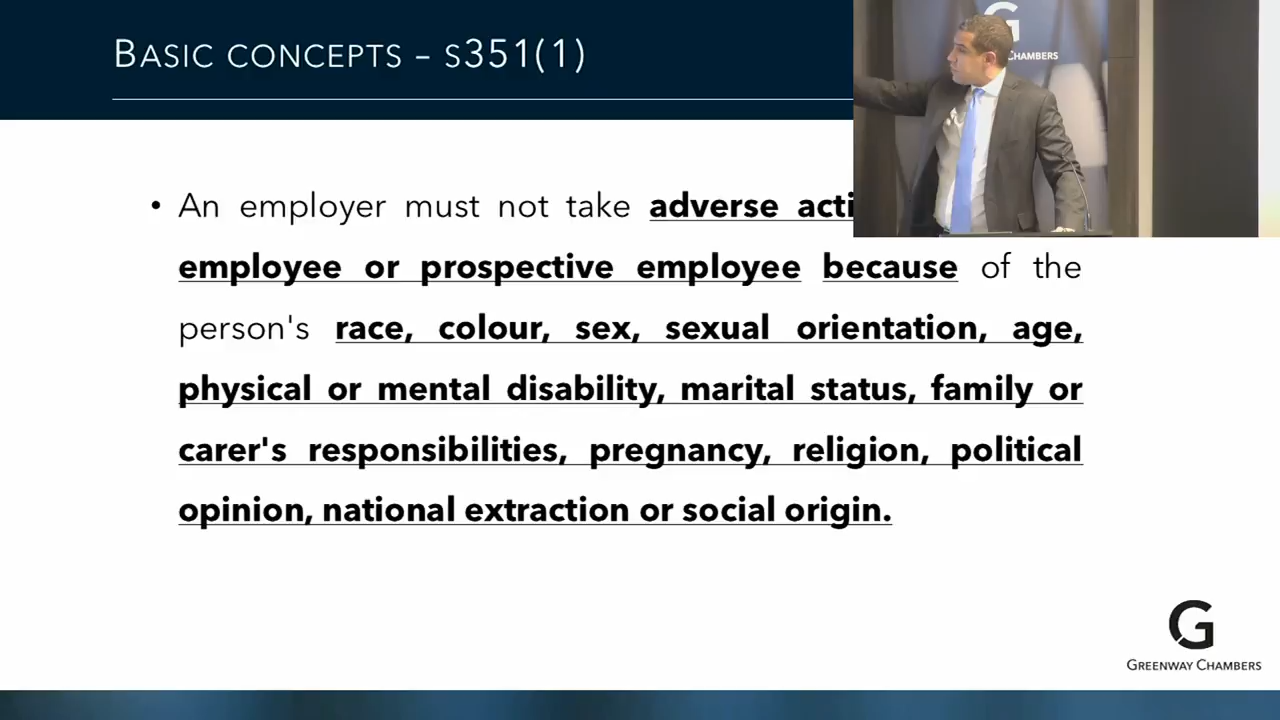 BASIC CONCEPTS – S351(1)
CHAMBERS
• An employer must not take adverse
employee or prospective employee because of the
person's race, colour, sex, sexual orientation, age,
physical or mental disability, marital status, family or
carer's responsibilities, pregnancy, religion, political
opinion, national extraction or social origin.
G
GREENWAY CHAMBERS